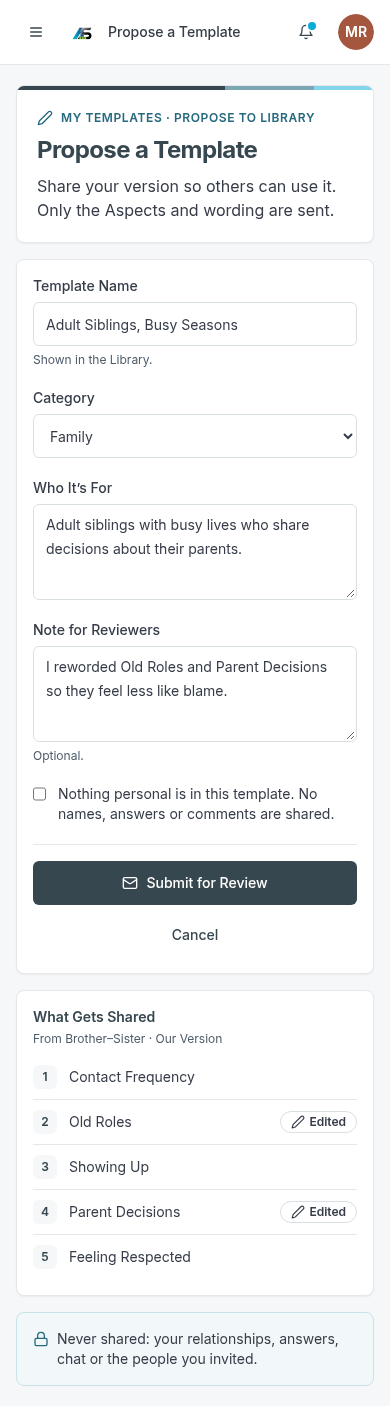 Propose a Template
MR
MY TEMPLATES · PROPOSE TO LIBRARY
Propose a Template
Share your version so others can use it.
Only the Aspects and wording are sent.
Template Name
Adult Siblings, Busy Seasons
Shown in the Library.
Category
Family
Who It’s For
Adult siblings with busy lives who share
decisions about their parents.
Note for Reviewers
I reworded Old Roles and Parent Decisions
so they feel less like blame.
Optional.
Nothing personal is in this template. No
names, answers or comments are shared.
Submit for Review
Cancel
What Gets Shared
From Brother–Sister · Our Version
1 Contact Frequency
2 Old Roles Edited
3 Showing Up
4 Parent Decisions Edited
5 Feeling Respected
Never shared: your relationships, answers,
chat or the people you invited.